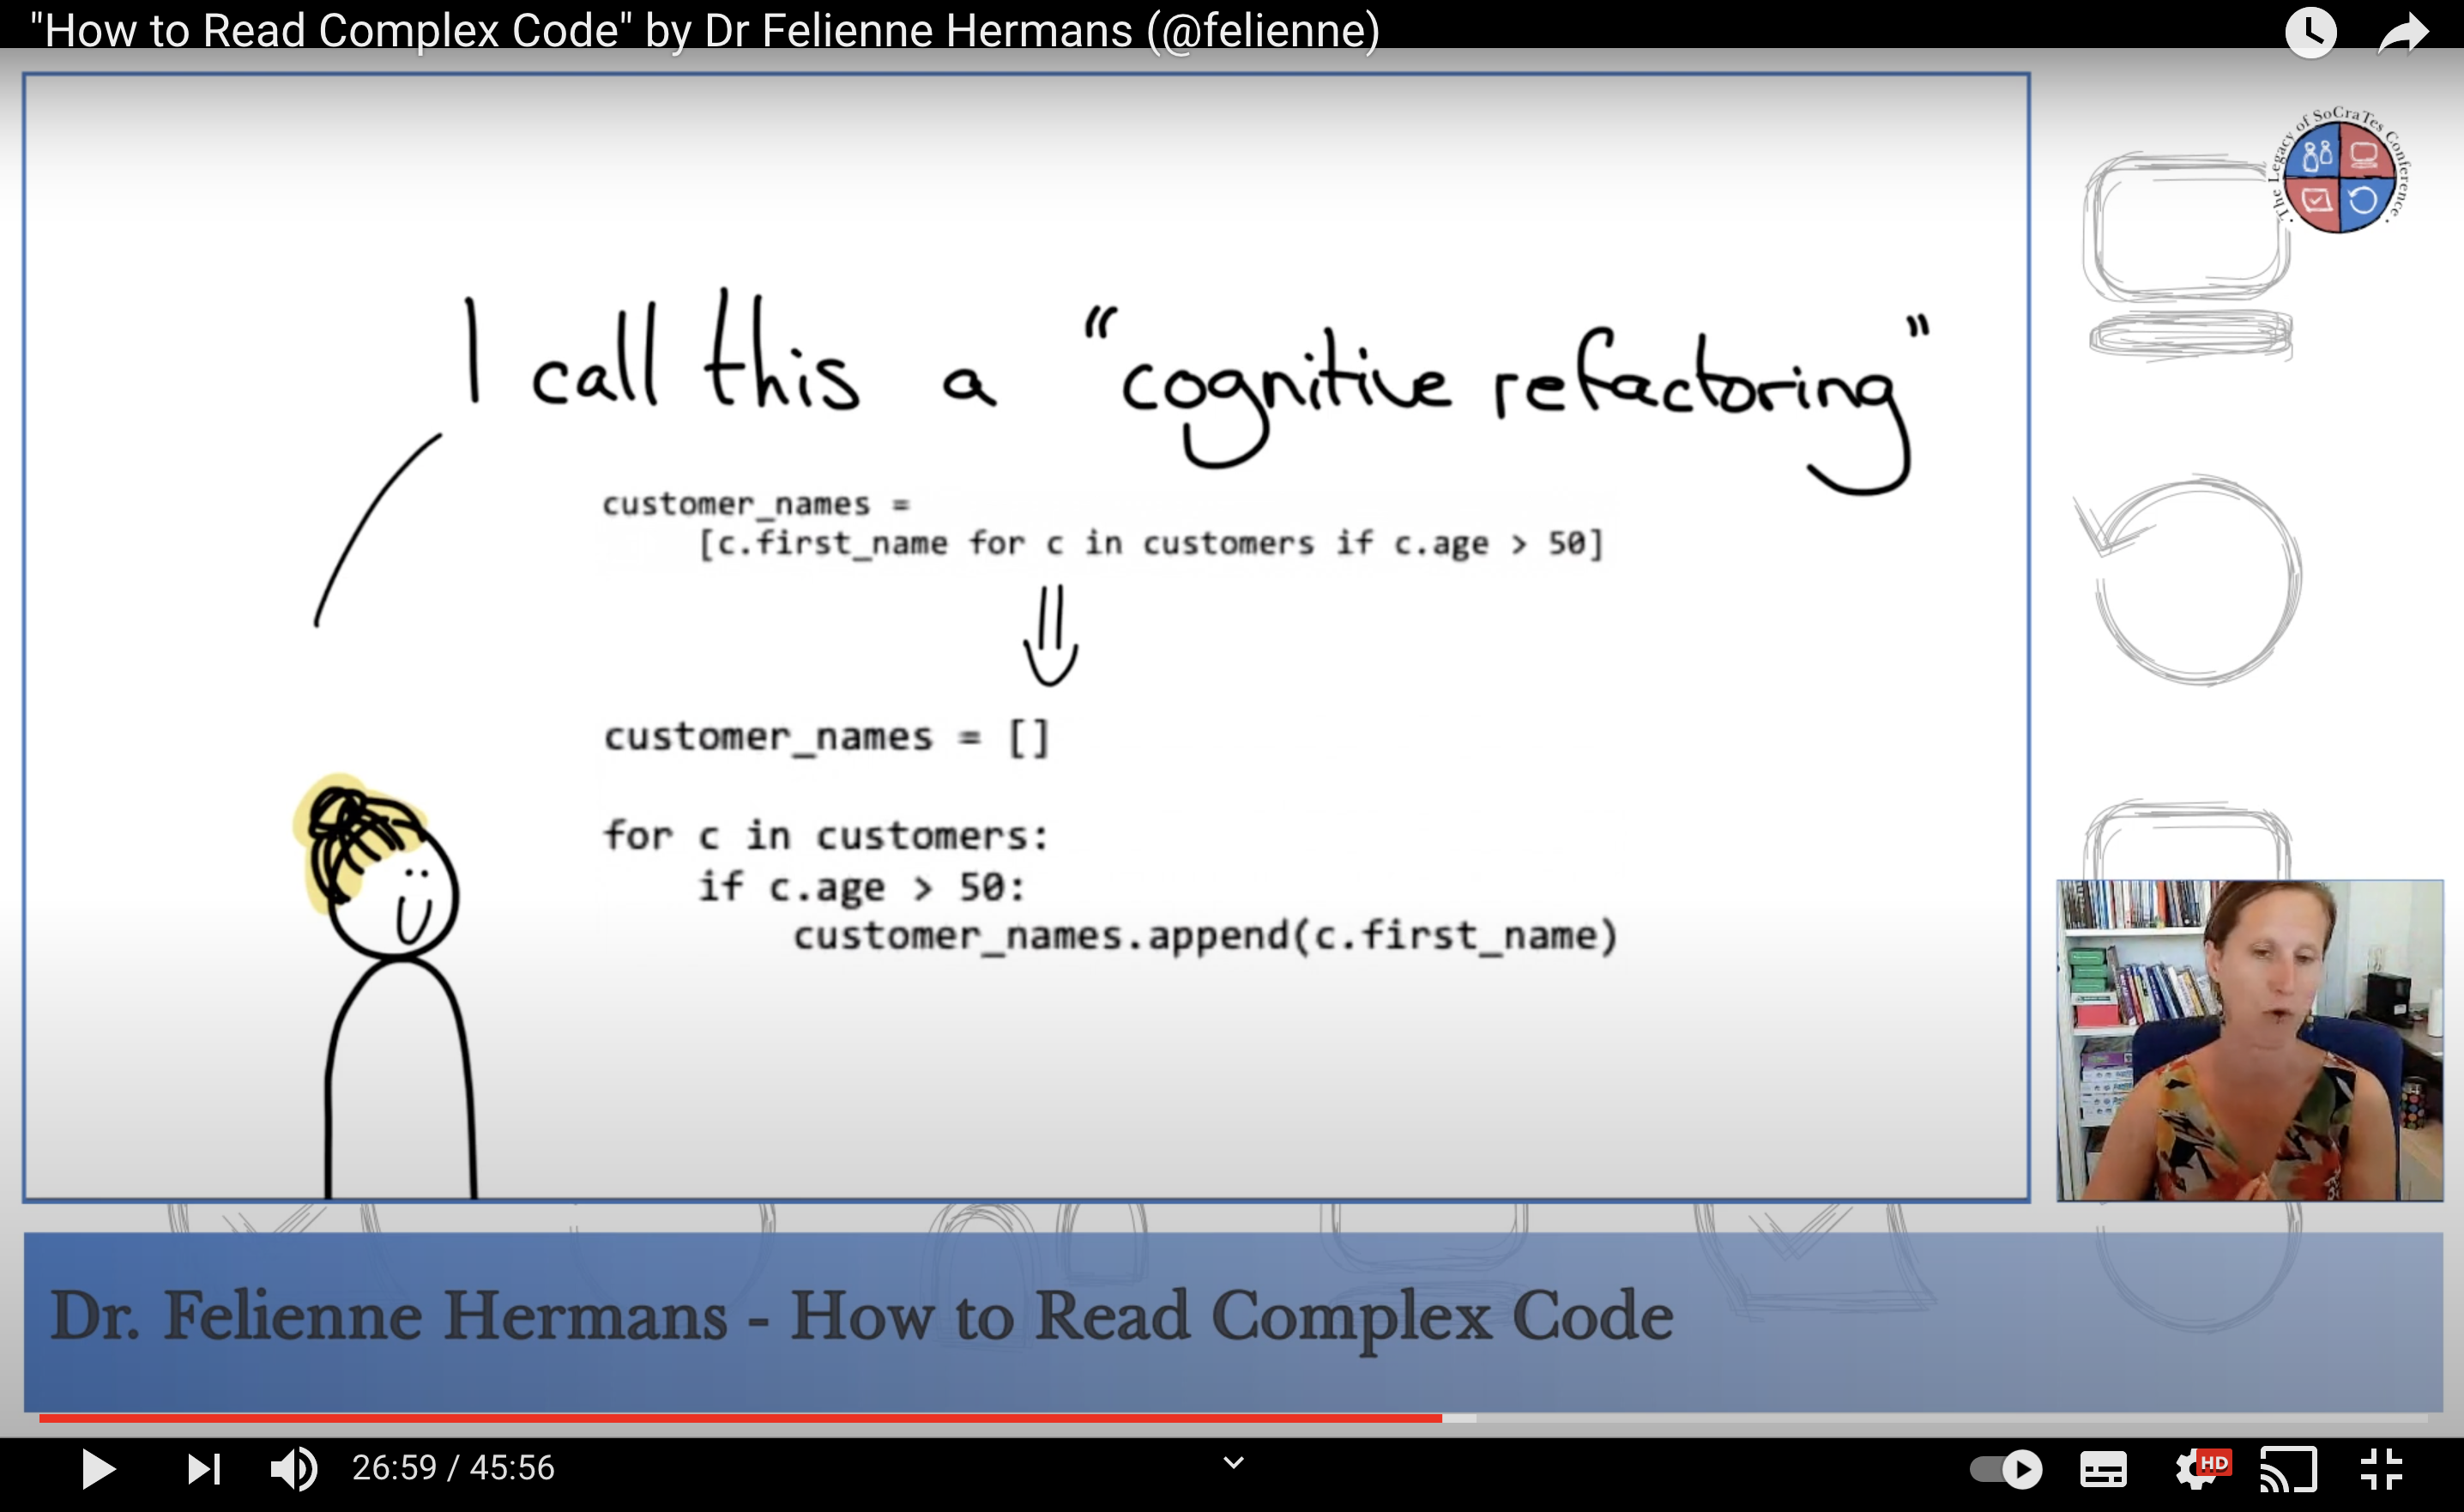 "How to Read Complex Code" by Dr Felienne Hermans (@felienne)
The Legacy of SoCraTes Conference
I call this a "cognitive refactoring"
customer_names =
[c.first_name for c in customers if c.age > 50]
customer_names = []
for c in customers:
if c.age > 50:
customer_names.append(c.first_name)
Dr. Felienne Hermans - How to Read Complex Code
26:59 / 45:56
HD